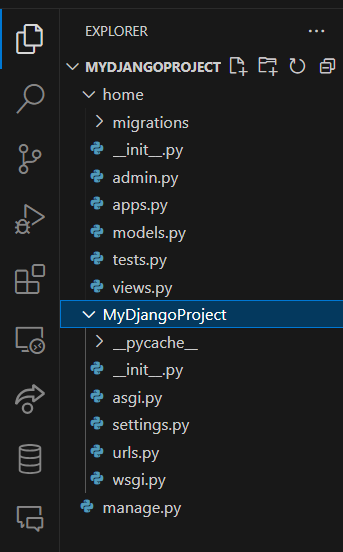 EXPLORER
MYDJANGOPROJECT
home
migrations
__init__.py
admin.py
apps.py
models.py
tests.py
views.py
MyDjangoProject
__pycache__
__init__.py
asgi.py
settings.py
urls.py
wsgi.py
manage.py